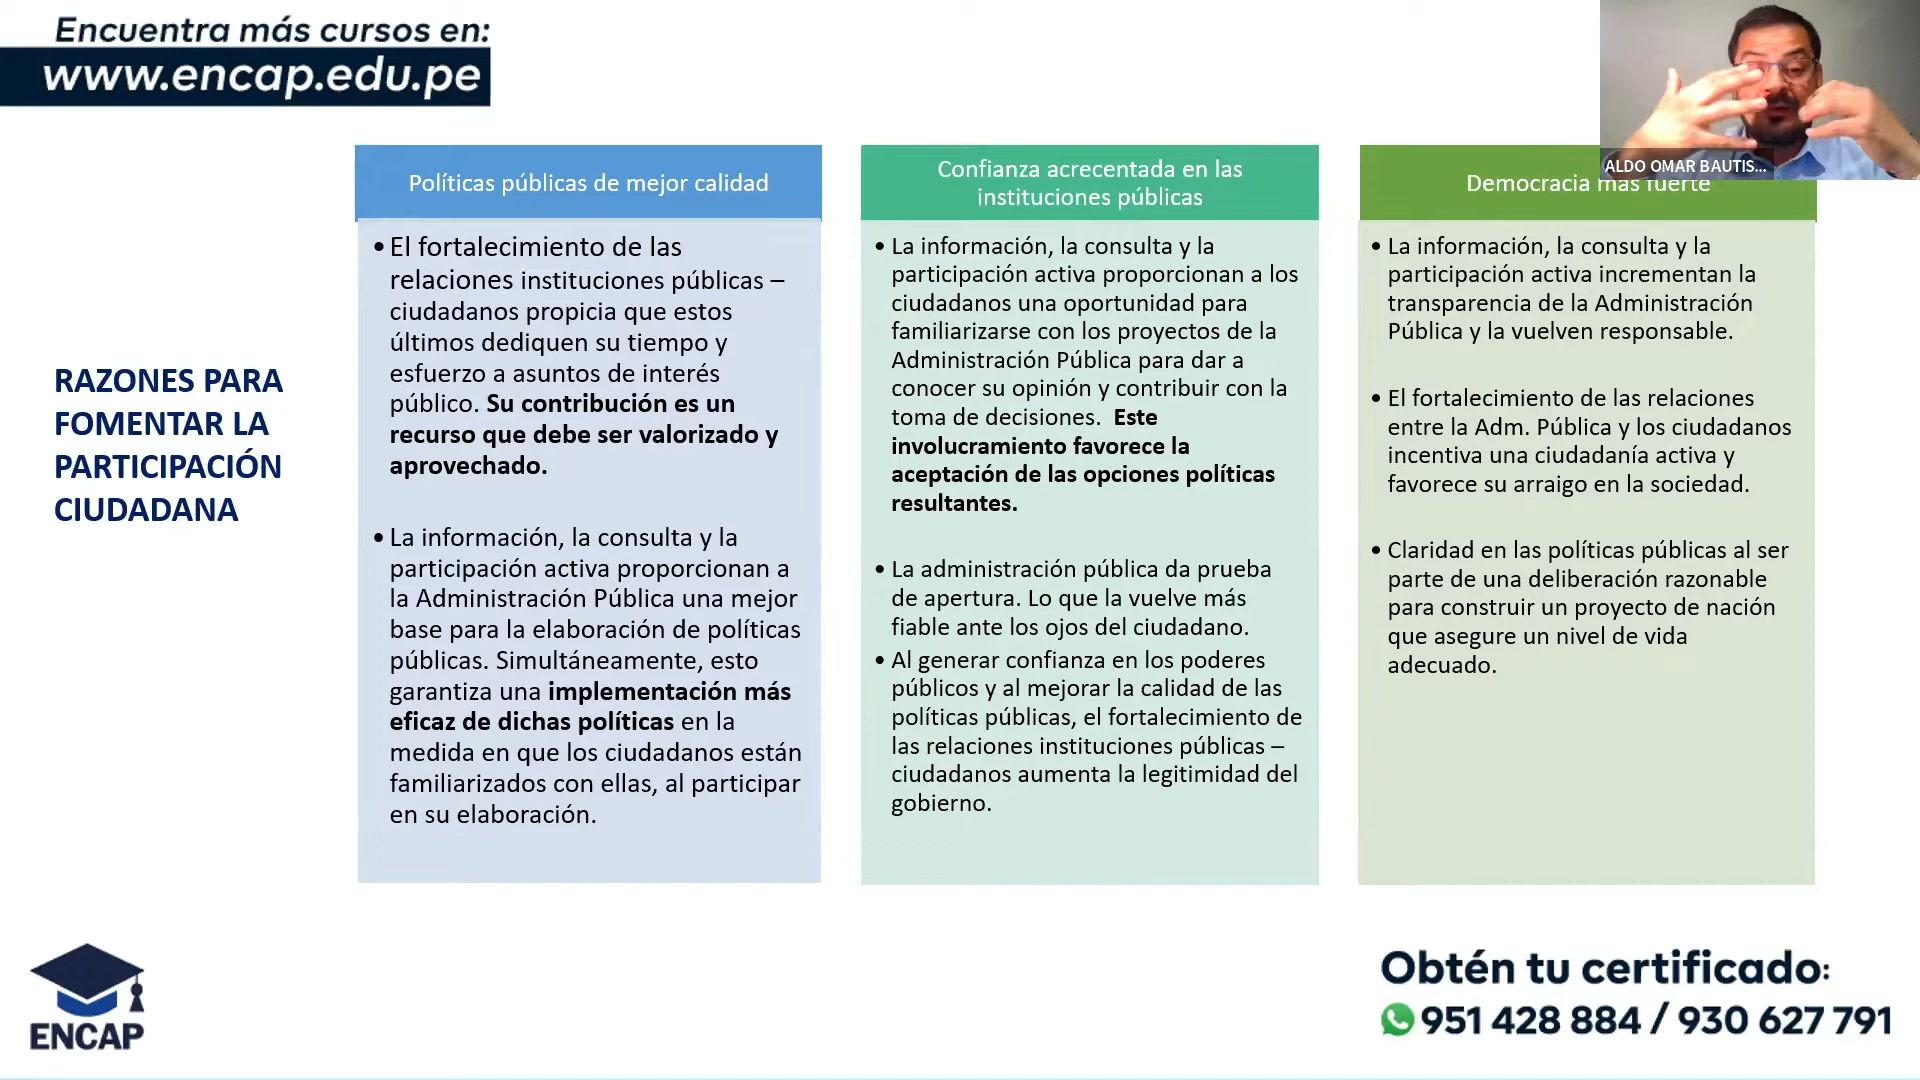 Encuentra más cursos en:
www.encap.edu.pe
ALDO OMAR BAUTIS...
RAZONES PARA
FOMENTAR LA
PARTICIPACIÓN
CIUDADANA
Políticas públicas de mejor calidad
•El fortalecimiento de las
relaciones instituciones públicas –
ciudadanos propicia que estos
últimos dediquen su tiempo y
esfuerzo a asuntos de interés
público. Su contribución es un
recurso que debe ser valorizado y
aprovechado.
•La información, la consulta y la
participación activa proporcionan a
la Administración Pública una mejor
base para la elaboración de políticas
públicas. Simultáneamente, esto
garantiza una implementación más
eficaz de dichas políticas en la
medida en que los ciudadanos están
familiarizados con ellas, al participar
en su elaboración.
Confianza acrecentada en las
instituciones públicas
• La información, la consulta y la
participación activa proporcionan a los
ciudadanos una oportunidad para
familiarizarse con los proyectos de la
Administración Pública para dar a
conocer su opinión y contribuir con la
toma de decisiones. Este
involucramiento favorece la
aceptación de las opciones políticas
resultantes.
• La administración pública da prueba
de apertura. Lo que la vuelve más
fiable ante los ojos del ciudadano.
• Al generar confianza en los poderes
públicos y al mejorar la calidad de las
políticas públicas, el fortalecimiento de
las relaciones instituciones públicas –
ciudadanos aumenta la legitimidad del
gobierno.
Democracia más fuerte
• La información, la consulta y la
participación activa incrementan la
transparencia de la Administración
Pública y la vuelven responsable.
• El fortalecimiento de las relaciones
entre la Adm. Pública y los ciudadanos
incentiva una ciudadanía activa y
favorece su arraigo en la sociedad.
• Claridad en las políticas públicas al ser
parte de una deliberación razonable
para construir un proyecto de nación
que asegure un nivel de vida
adecuado.
ENCAP
Obtén tu certificado:
951 428 884 / 930 627 791